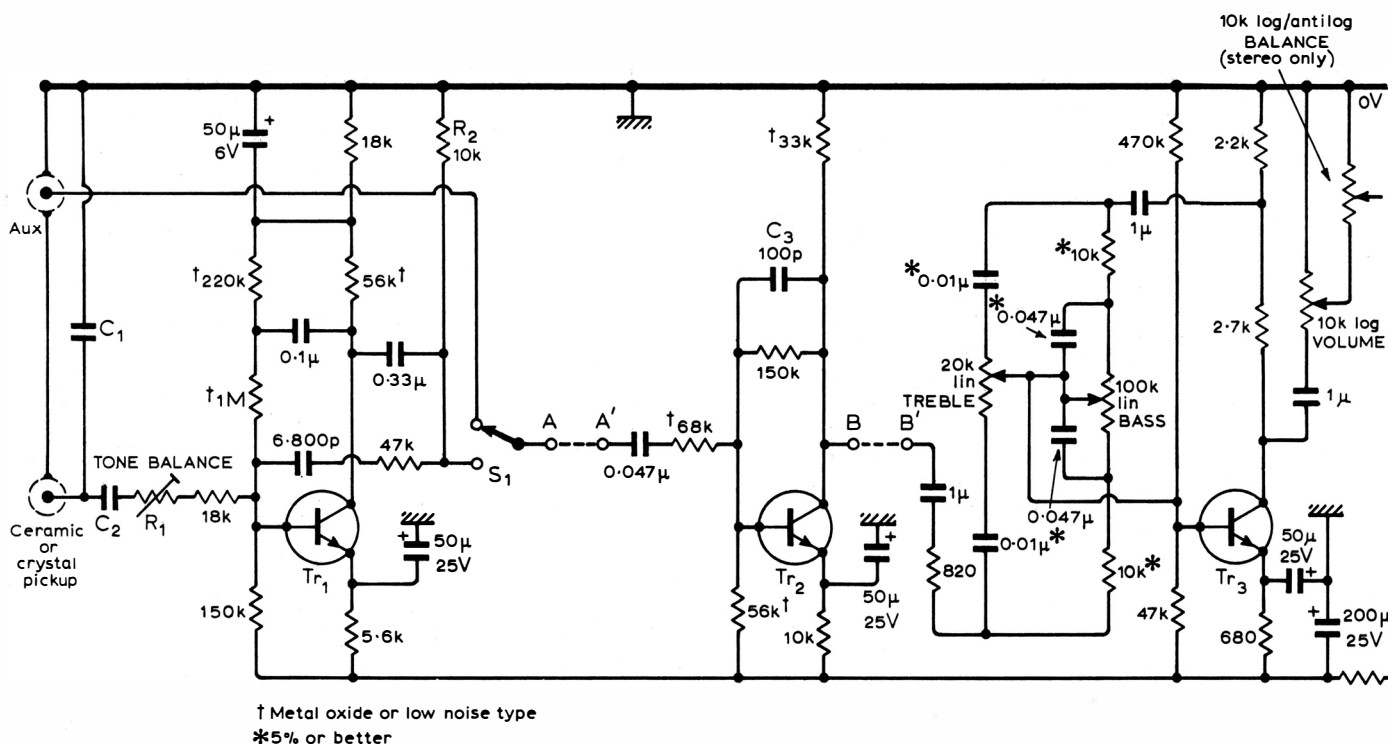 10k log/antilog
BALANCE
(stereo only)
0V
50μ
6V
+
18k
R2
10k
†33k
470k
2·2k
Aux
C1
†220k
56k†
C3
100p
1μ
*10k
*0·01μ
*0·047μ
0·1μ
0·33μ
150k
20k
lin
TREBLE
100k
lin
BASS
2·7k
10k log
VOLUME
†1M
A
A'
†68k
B
B'
1μ
6·800p
47k
S1
0·047μ
TONE BALANCE
C2
R1
18k
Ceramic
or
crystal
pickup
Tr1
+
50μ
25V
Tr2
+
50μ
25V
1μ
0·01μ*
0·047μ
*
Tr3
50μ
25V
+
150k
5·6k
56k†
10k
820
10k*
47k
680
+
200μ
25V
† Metal oxide or low noise type
*5% or better